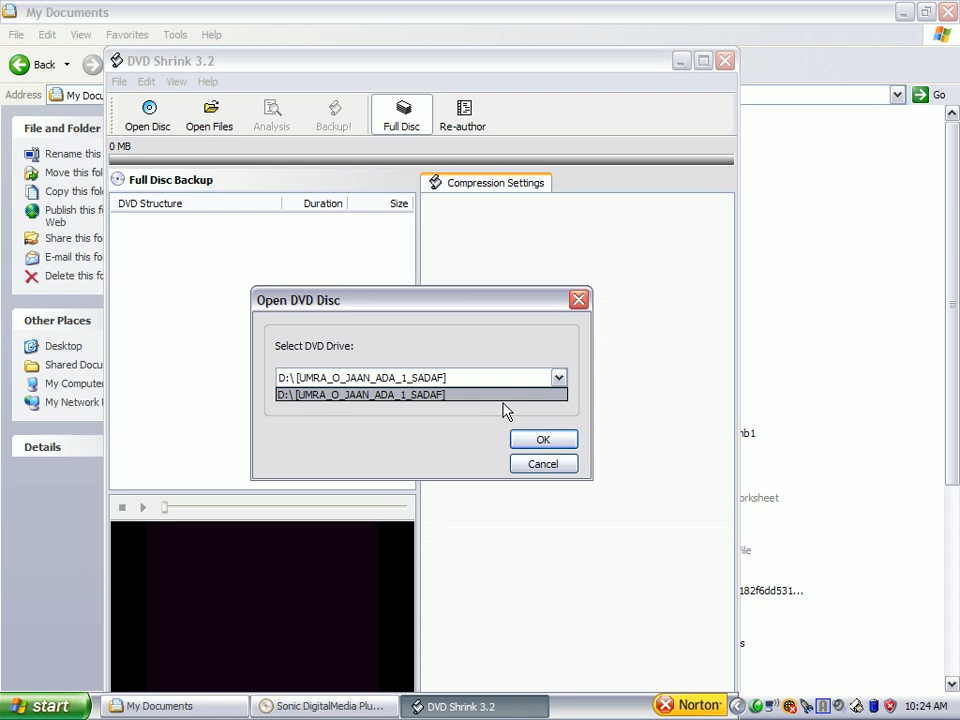 My Documents
File Edit View Favorites Tools Help
Back
Address My Docu
Go
File and Folder
Rename this
Move this fol
Copy this fold
Publish this f
Web
Share this fo
E-mail this fo
Delete this fo
Other Places
Desktop
Shared Docu
My Compute
My Network
Details
DVD Shrink 3.2
File Edit View Help
Open Disc Open Files Analysis Backup! Full Disc Re-author
0 MB
Full Disc Backup
Compression Settings
DVD Structure Duration Size
Open DVD Disc
Select DVD Drive:
D:\ [UMRA_O_JAAN_ADA_1_SADAF]
D:\ [UMRA_O_JAAN_ADA_1_SADAF]
OK
Cancel
nb1
orksheet
ile
182f6dd531...
s
start My Documents Sonic DigitalMedia Plu... DVD Shrink 3.2 Norton 10:24 AM